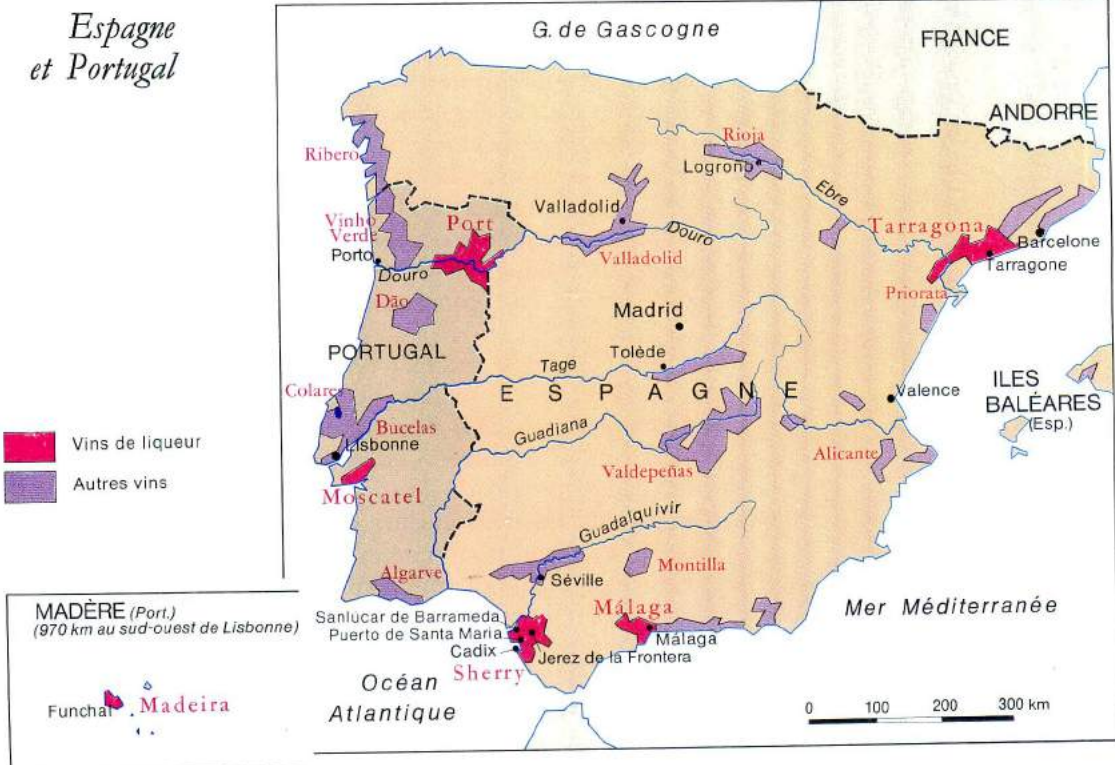 Espagne
et Portugal
G. de Gascogne
FRANCE
ANDORRE
Ribero
Rioja
Logroño
Ebre
Vinho
Verde
Porto
Port
Douro
Valladolid
Douro
Valladolid
Tarragona
Barcelone
Tarragone
Priorata
Dão
Madrid
PORTUGAL
Tage
Tolède
ESPAGNE
Valence
ILES
BALÉARES
(Esp.)
Colares
Bucelas
Lisbonne
Guadiana
Valdepeñas
Alicante
Vins de liqueur
Autres vins
Moscatel
Guadalquivir
Algarve
Séville
Montilla
Mer Méditerranée
Sanlúcar de Barrameda
Puerto de Santa Maria
Cadix
Jerez de la Frontera
Sherry
Málaga
Málaga
Océan
Atlantique
0 100 200 300 km
MADÈRE (Port.)
(970 km au sud-ouest de Lisbonne)
Funchal
Madeira